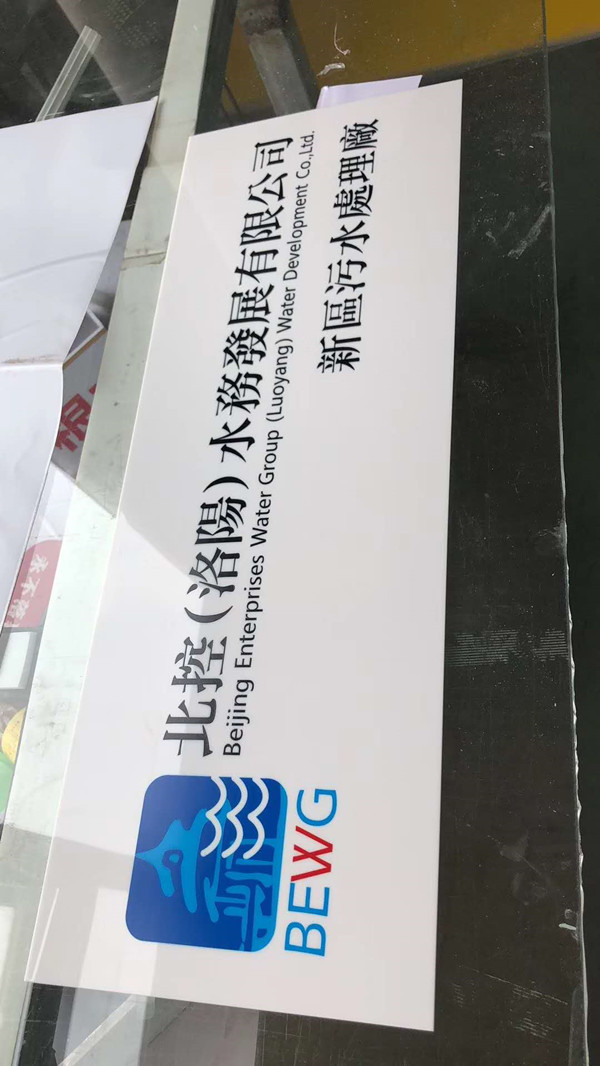 北控(洛陽)水務發展有限公司
Beijing Enterprises Water Group (Luoyang) Water Development Co.,Ltd.
新區污水處理廠
BEWG